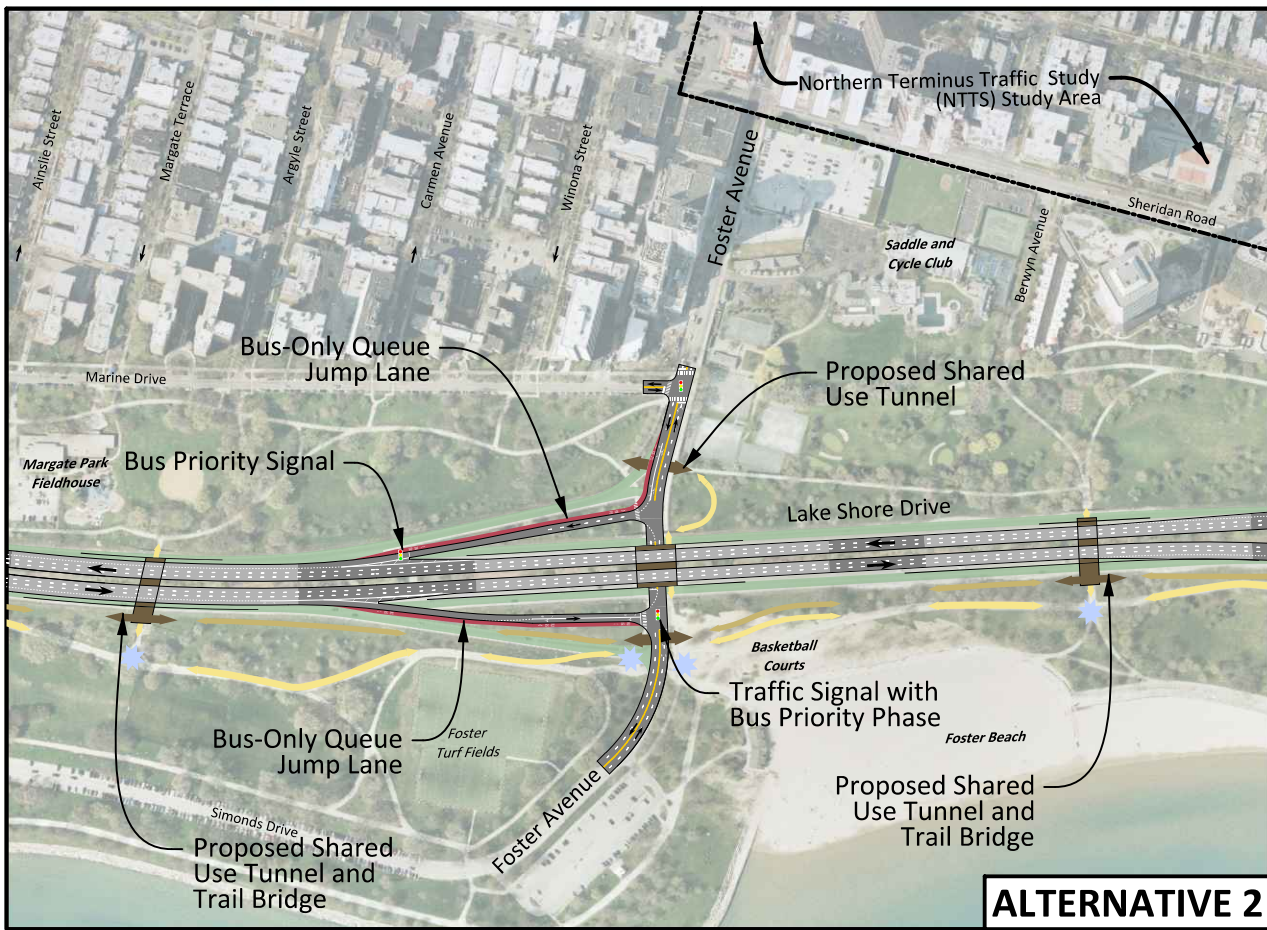 Northern Terminus Traffic Study
(NTTS) Study Area
Ainslie Street
Margate Terrace
Argyle Street
Carmen Avenue
Winona Street
Foster Avenue
Sheridan Road
Berwyn Avenue
Saddle and
Cycle Club
Bus-Only Queue
Jump Lane
Marine Drive
Proposed Shared
Use Tunnel
Margate Park
Fieldhouse
Bus Priority Signal
Lake Shore Drive
Basketball
Courts
Traffic Signal with
Bus Priority Phase
Bus-Only Queue
Jump Lane
Foster
Turf Fields
Foster Beach
Foster Avenue
Simonds Drive
Proposed Shared
Use Tunnel and
Trail Bridge
Proposed Shared
Use Tunnel and
Trail Bridge
ALTERNATIVE 2